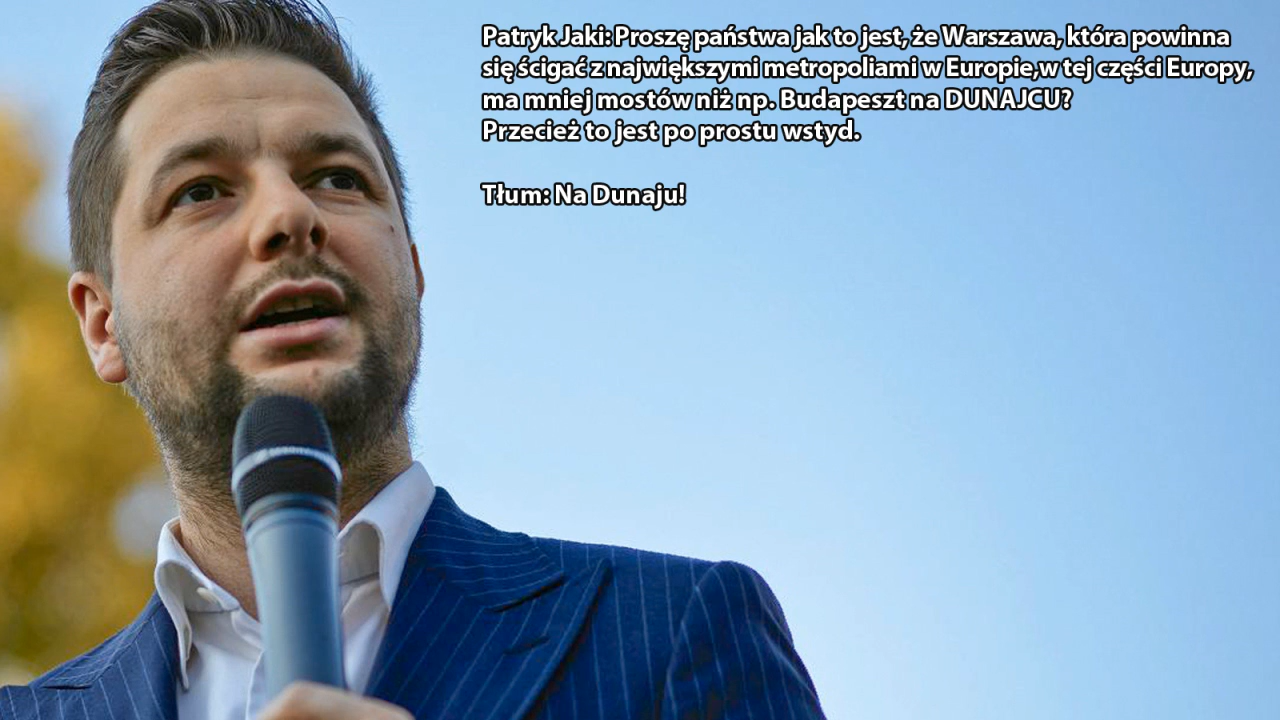 Patryk Jaki: Proszę państwa jak to jest, że Warszawa, która powinna
się ścigać z największymi metropoliami w Europie,w tej części Europy,
ma mniej mostów niż np. Budapeszt na DUNAJCU?
Przecież to jest po prostu wstyd.
Tłum: Na Dunaju!